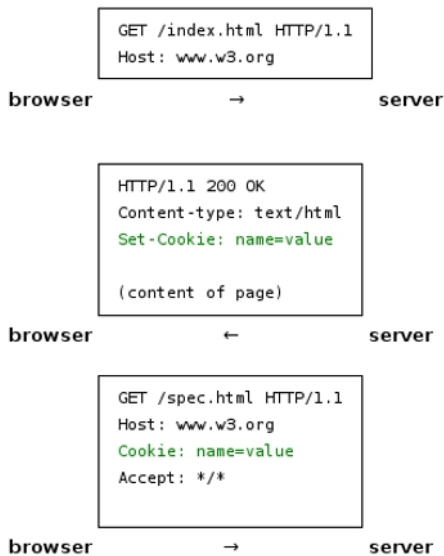 GET /index.html HTTP/1.1
Host: www.w3.org
browser → server
HTTP/1.1 200 OK
Content-type: text/html
Set-Cookie: name=value
(content of page)
browser ← server
GET /spec.html HTTP/1.1
Host: www.w3.org
Cookie: name=value
Accept: */*
browser → server